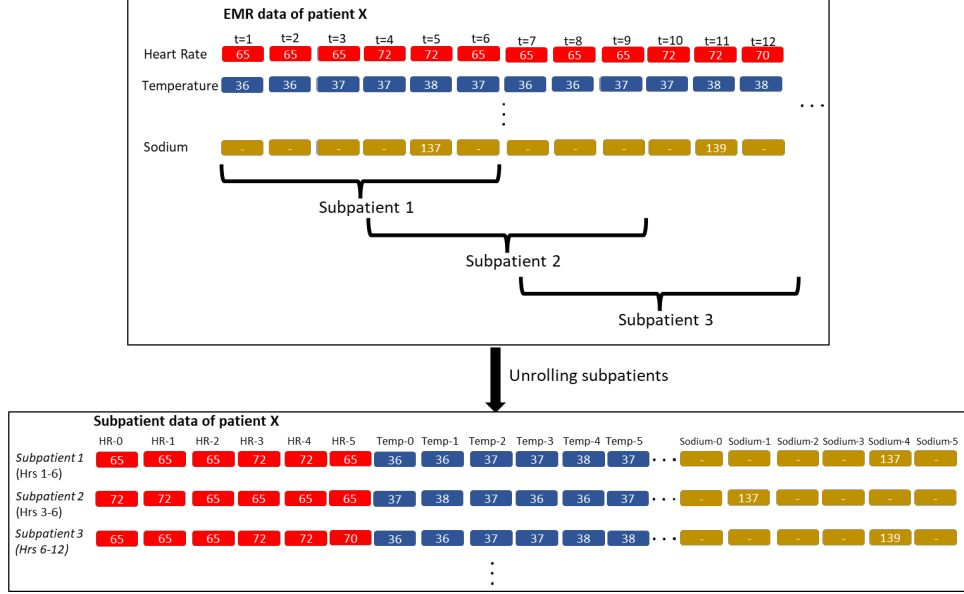 EMR data of patient X
t=1 t=2 t=3 t=4 t=5 t=6 t=7 t=8 t=9 t=10 t=11 t=12
Heart Rate 65 65 65 72 72 65 65 65 65 72 72 70
Temperature 36 36 37 37 38 37 36 36 37 37 38 38
...
Sodium - - - - 137 - - - - - 139 -
Subpatient 1
Subpatient 2
Subpatient 3
Unrolling subpatients
Subpatient data of patient X
HR-0 HR-1 HR-2 HR-3 HR-4 HR-5 Temp-0 Temp-1 Temp-2 Temp-3 Temp-4 Temp-5 Sodium-0 Sodium-1 Sodium-2 Sodium-3 Sodium-4 Sodium-5
Subpatient 1 65 65 65 72 72 65 36 36 37 37 38 37 ... - - - - 137 -
(Hrs 1-6)
Subpatient 2 72 72 65 65 65 65 37 38 37 36 36 37 ... - 137 - - - -
(Hrs 3-6)
Subpatient 3 65 65 65 72 72 70 36 36 37 37 38 38 ... - - - - 139 -
(Hrs 6-12)